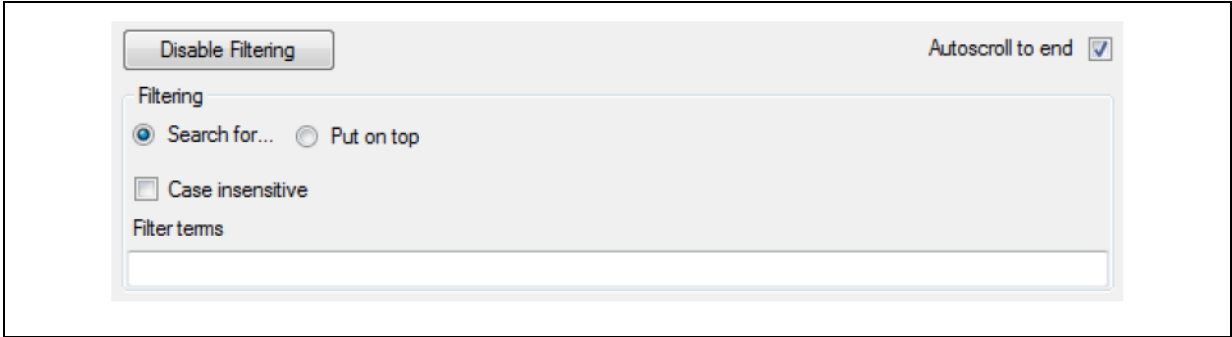 Disable Filtering
Autoscroll to end
Filtering
Search for...
Put on top
Case insensitive
Filter terms